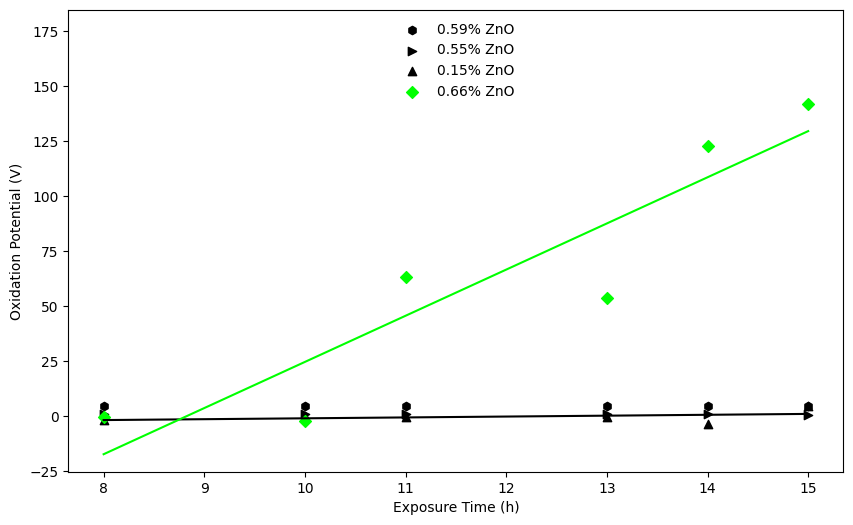 0.59% ZnO
0.55% ZnO
0.15% ZnO
0.66% ZnO
175
150
125
100
75
50
25
0
−25
Oxidation Potential (V)
8 9 10 11 12 13 14 15
Exposure Time (h)